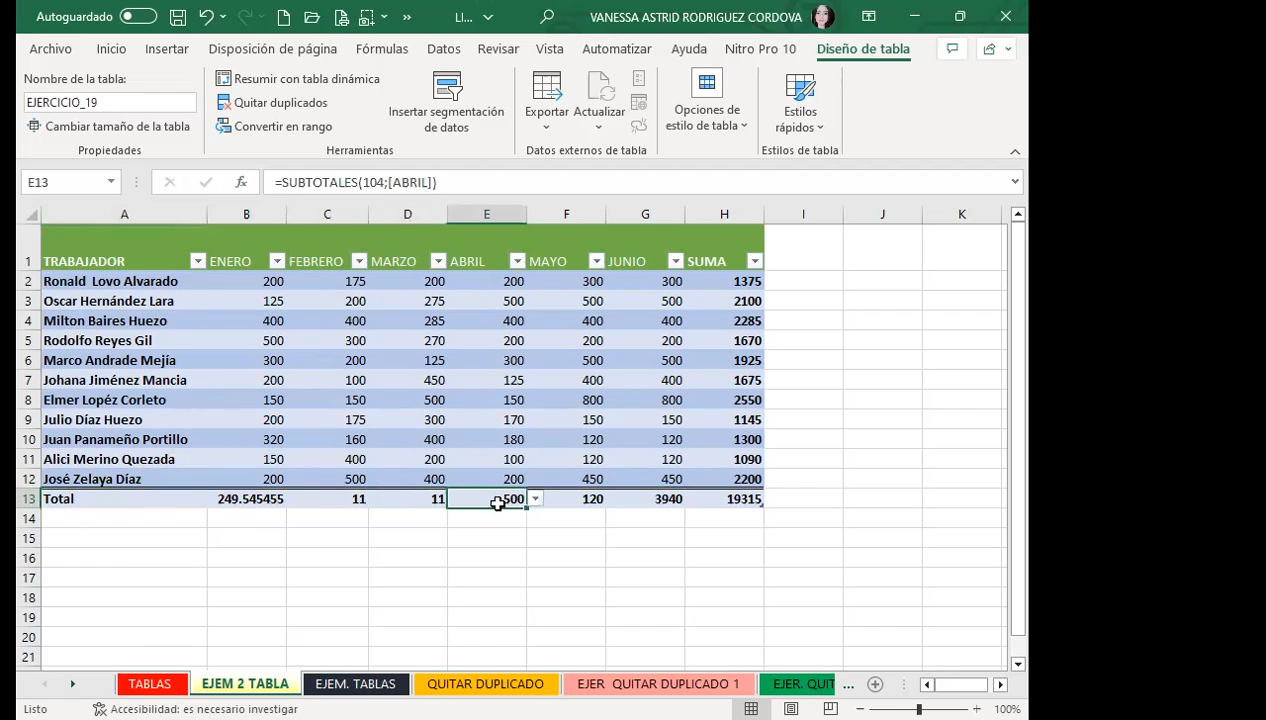 Autoguardado LI... VANESSA ASTRID RODRIGUEZ CORDOVA
Archivo Inicio Insertar Disposición de página Fórmulas Datos Revisar Vista Automatizar Ayuda Nitro Pro 10 Diseño de tabla
Nombre de la tabla:
EJERCICIO_19
Cambiar tamaño de la tabla
Propiedades
Resumir con tabla dinámica
Quitar duplicados
Convertir en rango
Insertar segmentación
de datos
Herramientas
Exportar Actualizar
Datos externos de tabla
Opciones de
estilo de tabla
Estilos
rápidos
Estilos de tabla
E13 fx =SUBTOTALES(104;[ABRIL])
A B C D E F G H I J K
1 TRABAJADOR ENERO FEBRERO MARZO ABRIL MAYO JUNIO SUMA
2 Ronald Lovo Alvarado 200 175 200 200 300 300 1375
3 Oscar Hernández Lara 125 200 275 500 500 500 2100
4 Milton Baires Huezo 400 400 285 400 400 400 2285
5 Rodolfo Reyes Gil 500 300 270 200 200 200 1670
6 Marco Andrade Mejía 300 200 125 300 500 500 1925
7 Johana Jiménez Mancia 200 100 450 125 400 400 1675
8 Elmer Lopéz Corleto 150 150 500 150 800 800 2550
9 Julio Díaz Huezo 200 175 300 170 150 150 1145
10 Juan Panameño Portillo 320 160 400 180 120 120 1300
11 Alici Merino Quezada 150 400 200 100 120 120 1090
12 José Zelaya Díaz 200 500 400 200 450 450 2200
13 Total 249.545455 11 11 500 120 3940 19315
14
15
16
17
18
19
20
21
TABLAS EJEM 2 TABLA EJEM. TABLAS QUITAR DUPLICADO EJER QUITAR DUPLICADO 1 EJER. QUIT ...
Listo Accesibilidad: es necesario investigar 100%